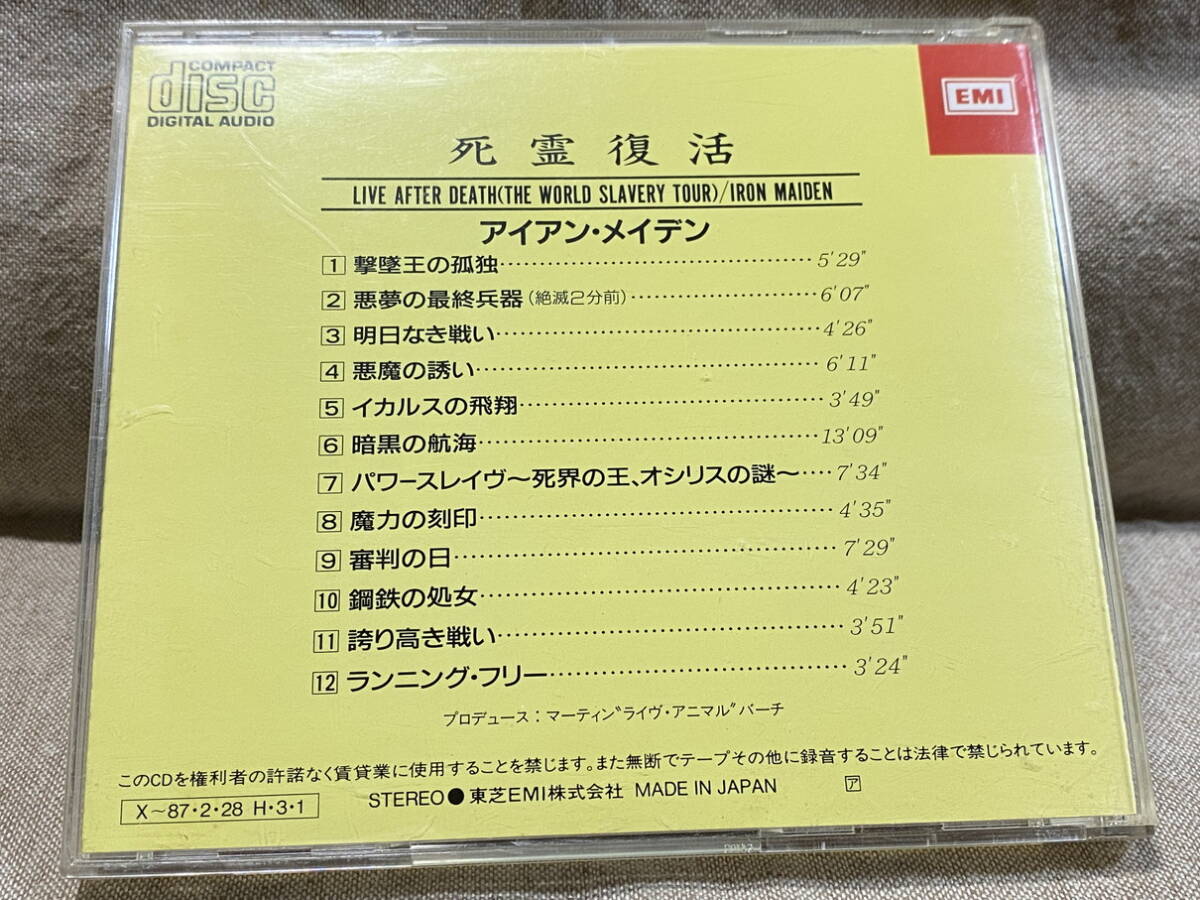 COMPACT
disc
DIGITAL AUDIO
EMI
死霊復活
LIVE AFTER DEATH(THE WORLD SLAVERY TOUR)/IRON MAIDEN
アイアン・メイデン
1 撃墜王の孤独……………………………… 5'29"
2 悪夢の最終兵器(絶滅2分前)…………………… 6'07"
3 明日なき戦い……………………………… 4'26"
4 悪魔の誘い……………………………… 6'11"
5 イカルスの飛翔……………………………… 3'49"
6 暗黒の航海……………………………… 13'09"
7 パワースレイヴ〜死界の王、オシリスの謎〜…. 7'34"
8 魔力の刻印……………………………… 4'35"
9 審判の日……………………………… 7'29"
10 鋼鉄の処女……………………………… 4'23"
11 誇り高き戦い……………………………… 3'51"
12 ランニング・フリー……………………………… 3'24"
プロデュース：マーティン"ライヴ・アニマル"バーチ
このCDを権利者の許諾なく賃貸業に使用することを禁じます。また無断でテープその他に録音することは法律で禁じられています。
X〜87・2・28 H・3・1
STEREO●東芝EMI株式会社 MADE IN JAPAN ア